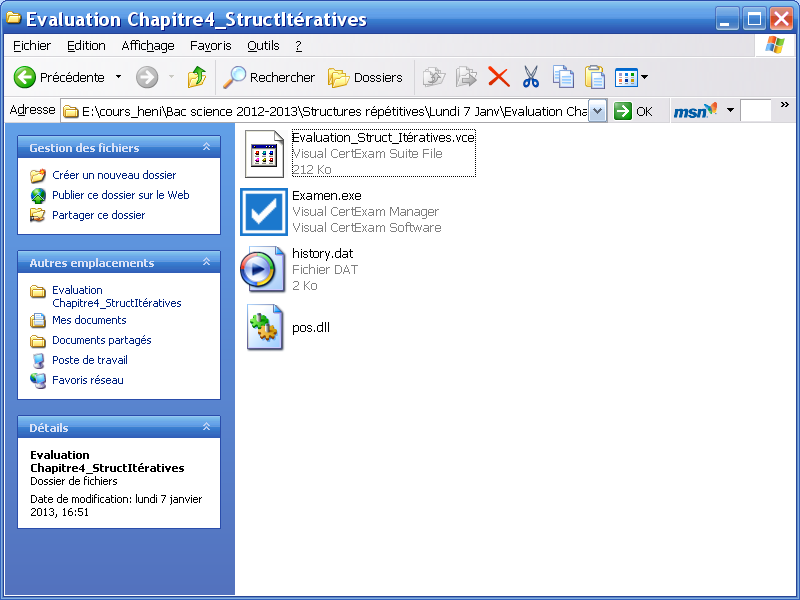 Evaluation Chapitre4_StructItératives
Fichier Edition Affichage Favoris Outils ?
Précédente Rechercher Dossiers
Adresse E:\cours_heni\Bac science 2012-2013\Structures répétitives\Lundi 7 Janv\Evaluation Cha OK msn »
Gestion des fichiers
Créer un nouveau dossier
Publier ce dossier sur le Web
Partager ce dossier
Autres emplacements
Evaluation
Chapitre4_StructItératives
Mes documents
Documents partagés
Poste de travail
Favoris réseau
Détails
Evaluation
Chapitre4_StructItératives
Dossier de fichiers
Date de modification: lundi 7 janvier
2013, 16:51
Evaluation_Struct_Itératives.vce
Visual CertExam Suite File
212 Ko
Examen.exe
Visual CertExam Manager
Visual CertExam Software
history.dat
Fichier DAT
2 Ko
pos.dll